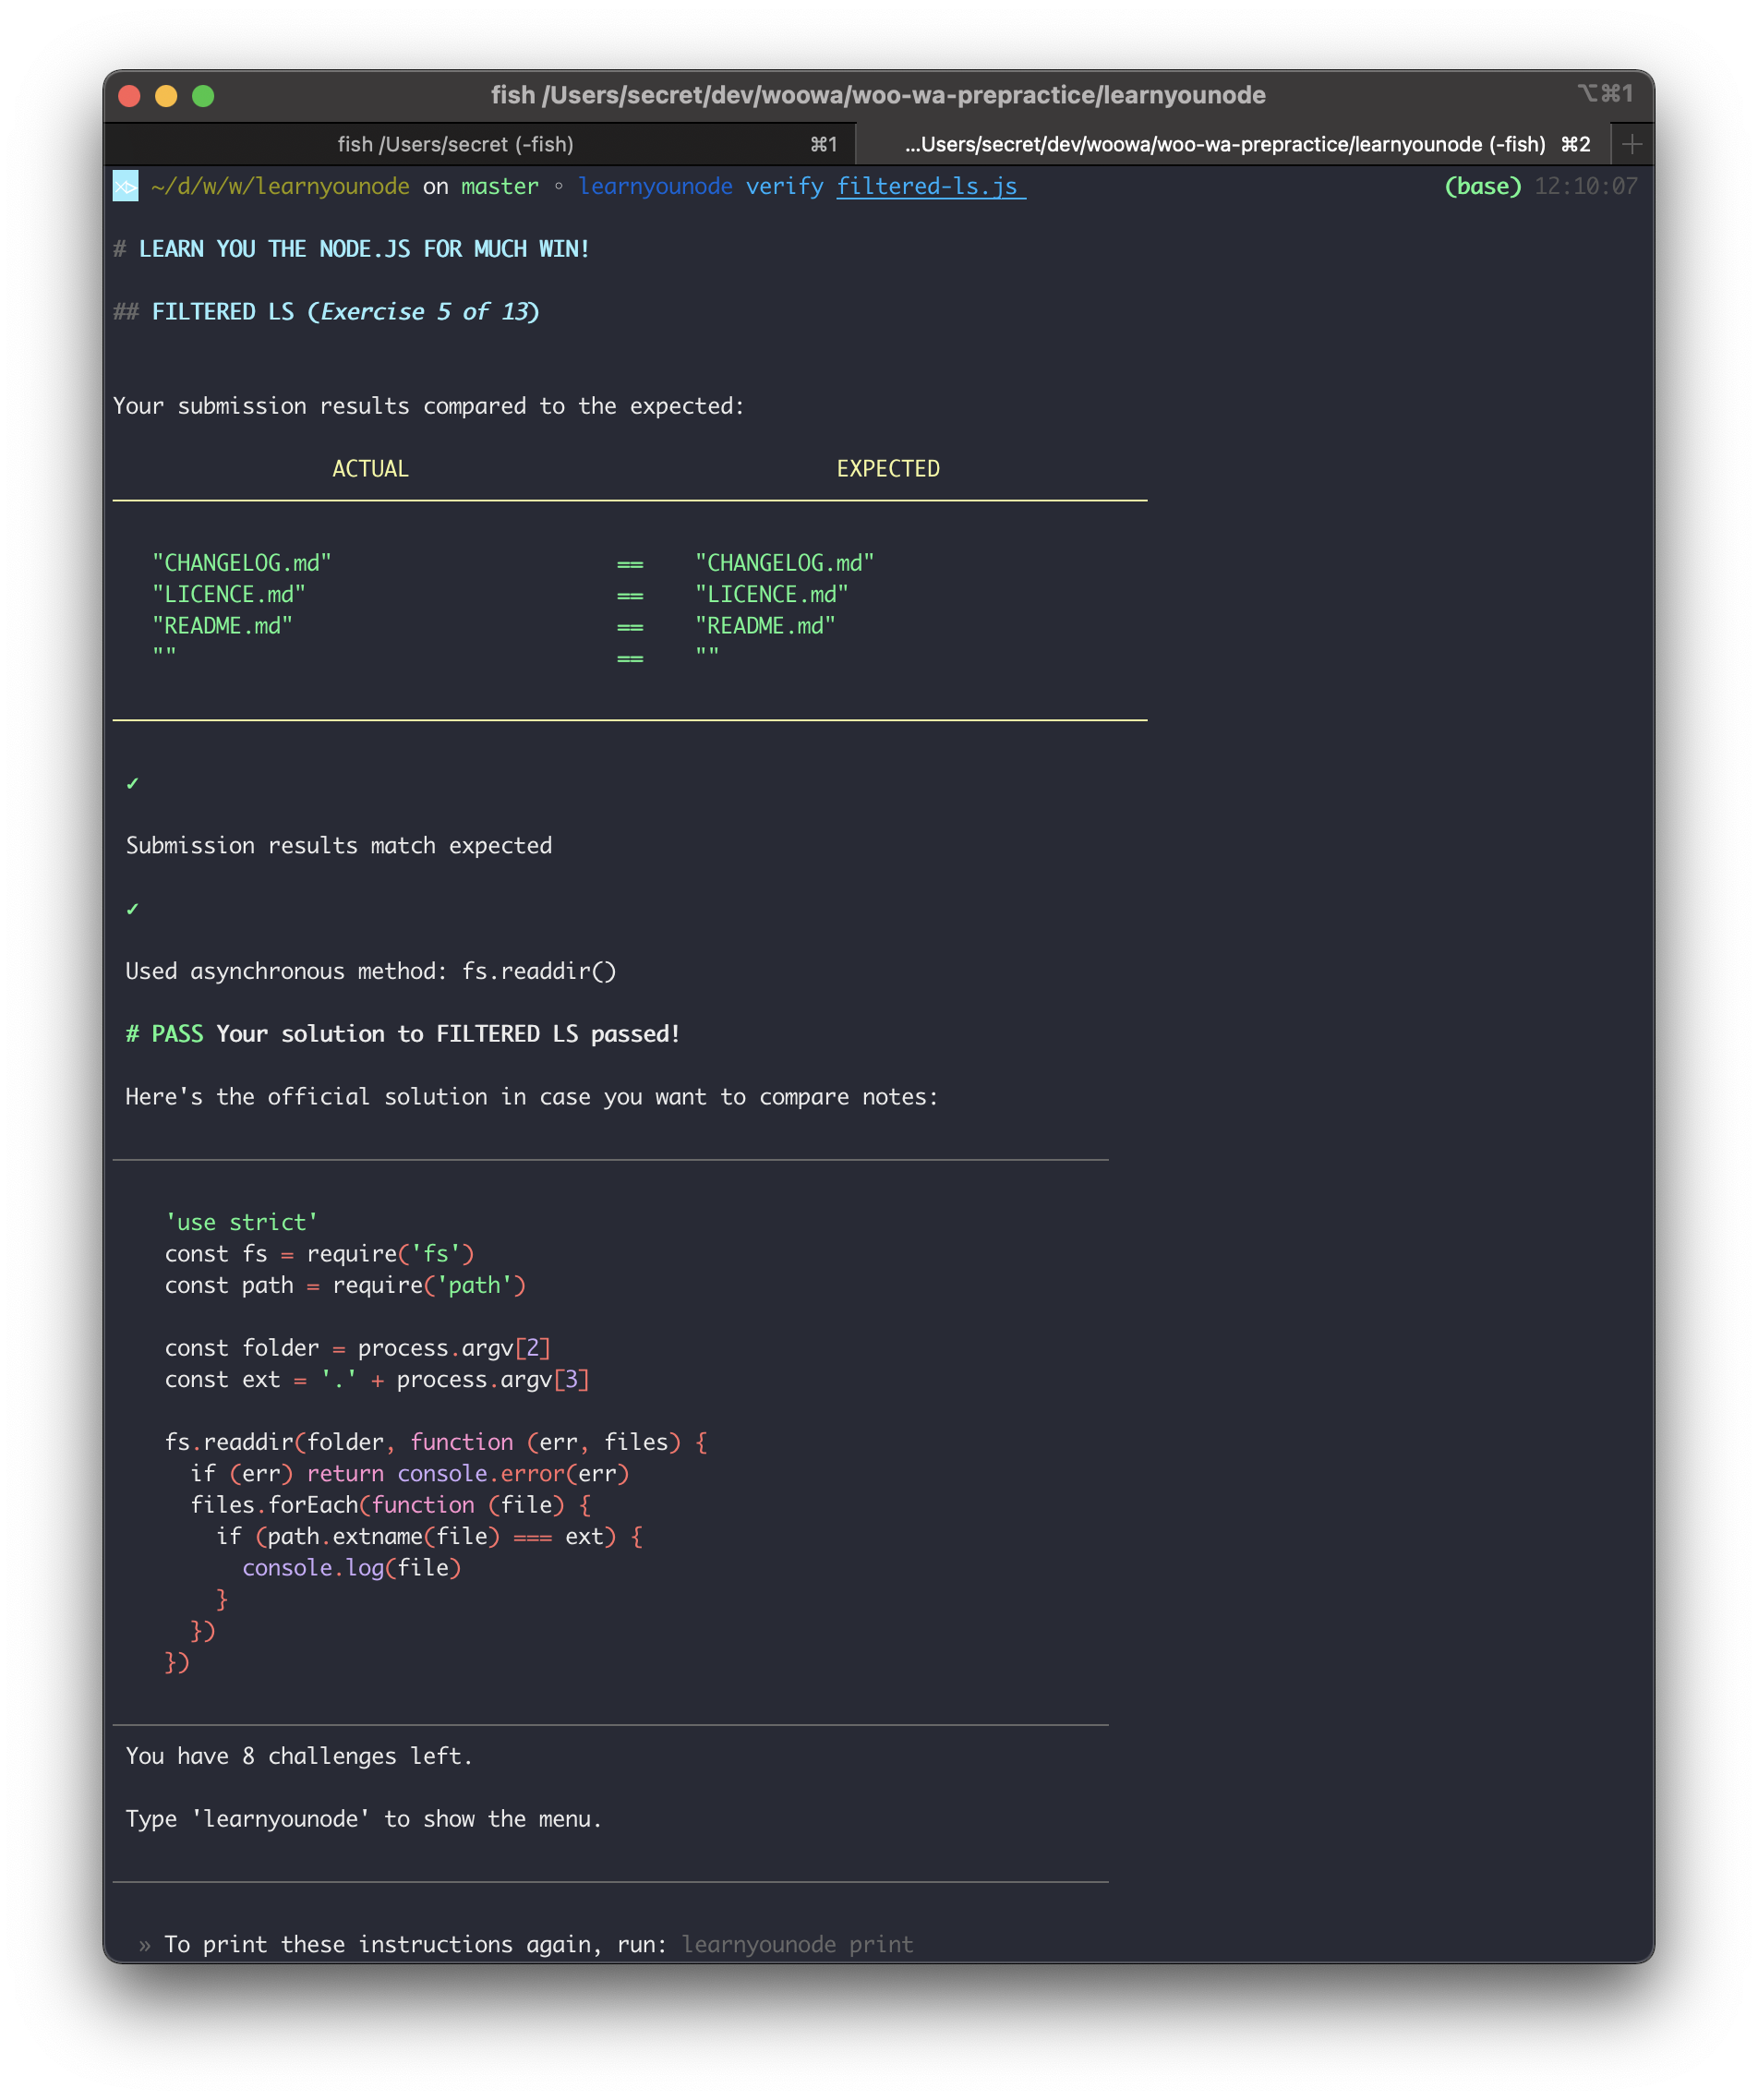 fish /Users/secret/dev/woowa/woo-wa-prepractice/learnyounode ⌥⌘1
fish /Users/secret (-fish) ⌘1 ...Users/secret/dev/woowa/woo-wa-prepractice/learnyounode (-fish) ⌘2
~/d/w/w/learnyounode on master ◦ learnyounode verify filtered-ls.js (base) 12:10:07
# LEARN YOU THE NODE.JS FOR MUCH WIN!
## FILTERED LS (Exercise 5 of 13)
Your submission results compared to the expected:
ACTUAL EXPECTED
"CHANGELOG.md" == "CHANGELOG.md"
"LICENCE.md" == "LICENCE.md"
"README.md" == "README.md"
"" == ""
✓
Submission results match expected
✓
Used asynchronous method: fs.readdir()
# PASS Your solution to FILTERED LS passed!
Here's the official solution in case you want to compare notes:
'use strict'
const fs = require('fs')
const path = require('path')
const folder = process.argv[2]
const ext = '.' + process.argv[3]
fs.readdir(folder, function (err, files) {
if (err) return console.error(err)
files.forEach(function (file) {
if (path.extname(file) === ext) {
console.log(file)
}
})
})
You have 8 challenges left.
Type 'learnyounode' to show the menu.
» To print these instructions again, run: learnyounode print